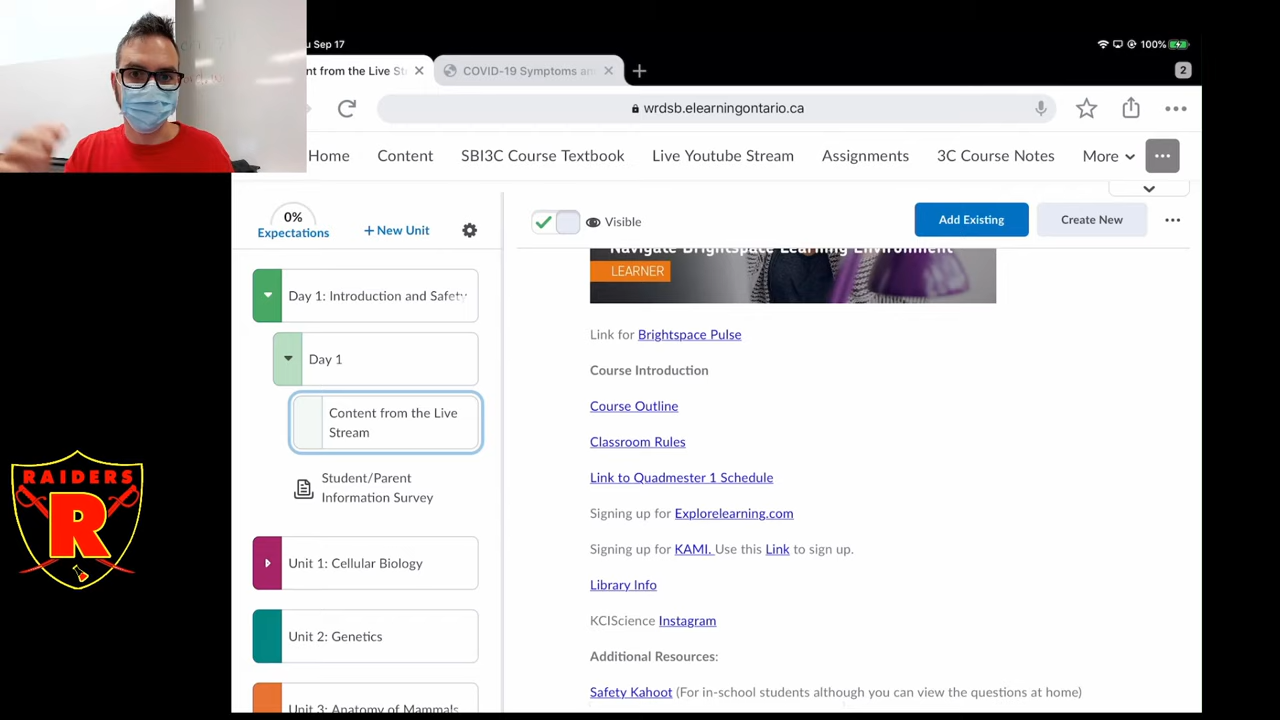 u Sep 17
100%
nt from the Live St
COVID-19 Symptoms an
2
wrdsb.elearningontario.ca
Home
Content
SBI3C Course Textbook
Live Youtube Stream
Assignments
3C Course Notes
More
0%
Expectations
+ New Unit
Visible
Add Existing
Create New
Navigate Brightspace Learning Environment
LEARNER
Day 1: Introduction and Safety
Day 1
Content from the Live
Stream
Student/Parent
Information Survey
Unit 1: Cellular Biology
Unit 2: Genetics
Unit 3: Anatomy of Mammals
Link for Brightspace Pulse
Course Introduction
Course Outline
Classroom Rules
Link to Quadmester 1 Schedule
Signing up for Explorelearning.com
Signing up for KAMI. Use this Link to sign up.
Library Info
KCIScience Instagram
Additional Resources:
Safety Kahoot (For in-school students although you can view the questions at home)
RAIDERS
R